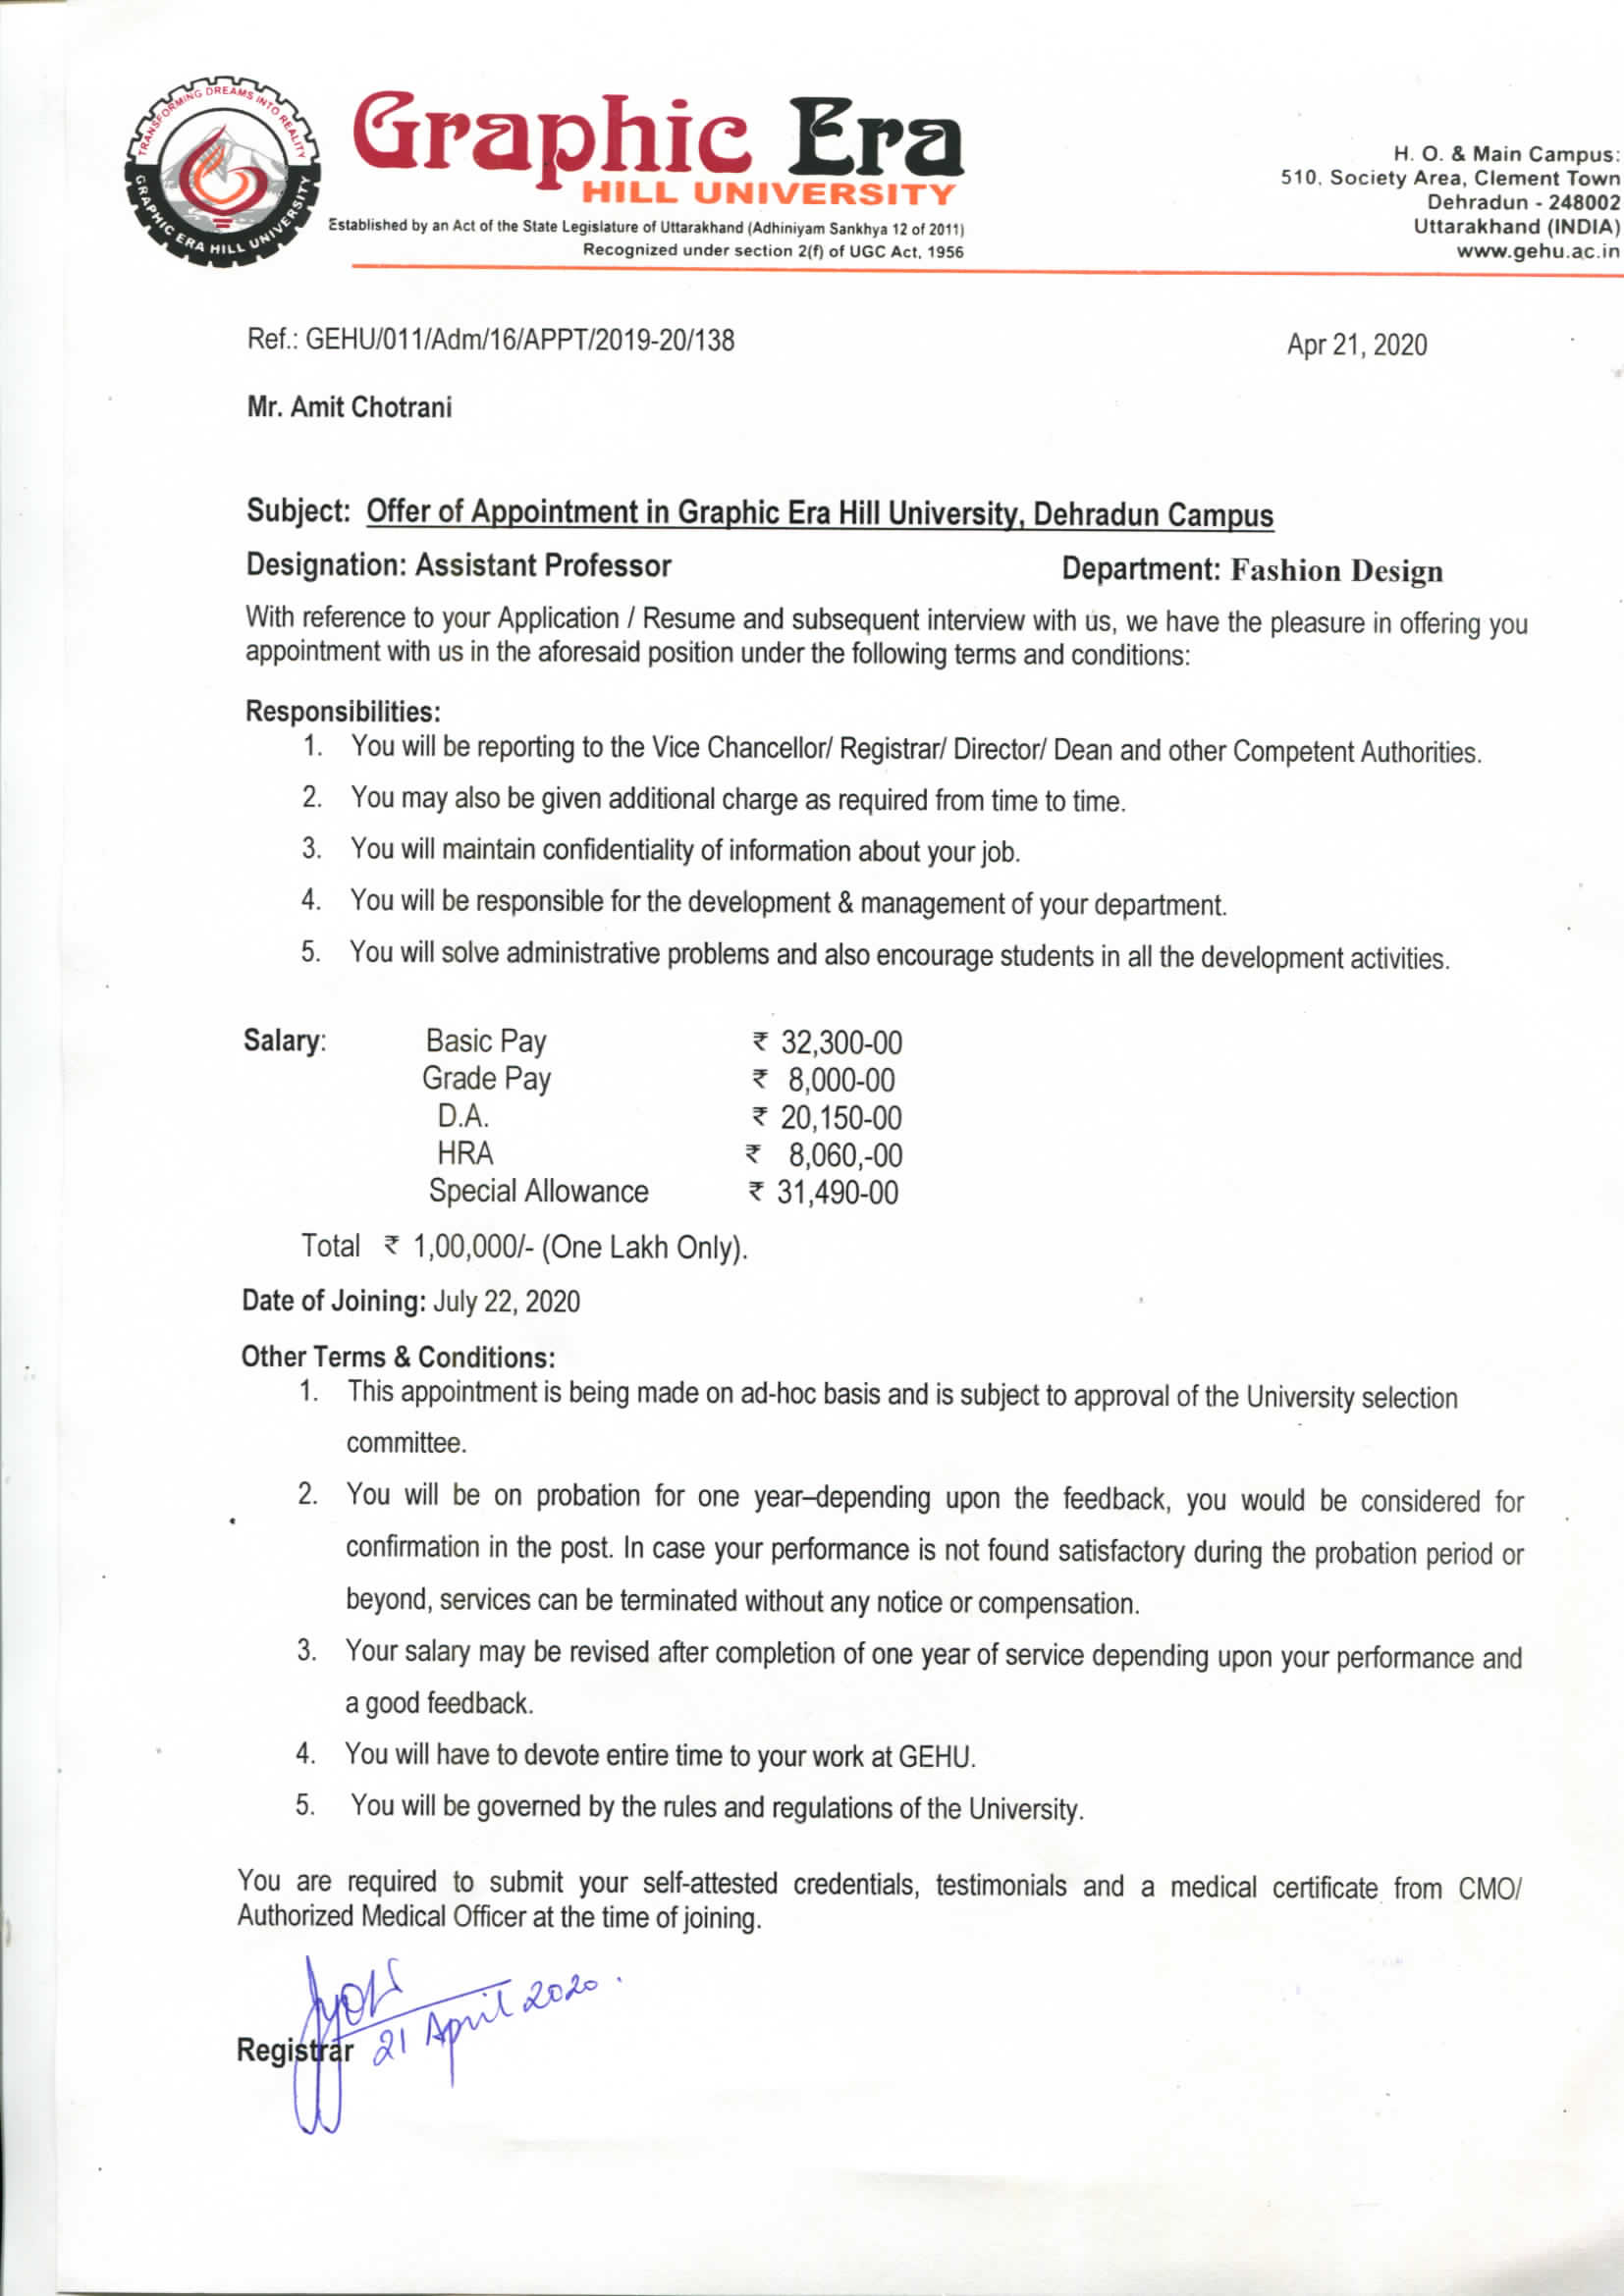 TRANSFORMING DREAMS INTO REALITY
GRAPHIC ERA HILL UNIVERSITY
Graphic Era
HILL UNIVERSITY
Established by an Act of the State Legislature of Uttarakhand (Adhiniyam Sankhya 12 of 2011)
Recognized under section 2(f) of UGC Act, 1956
H. O. & Main Campus:
510, Society Area, Clement Town
Dehradun - 248002
Uttarakhand (INDIA)
www.gehu.ac.in
Ref.: GEHU/011/Adm/16/APPT/2019-20/138 Apr 21, 2020
Mr. Amit Chotrani
Subject: Offer of Appointment in Graphic Era Hill University, Dehradun Campus
Designation: Assistant Professor Department: Fashion Design
With reference to your Application / Resume and subsequent interview with us, we have the pleasure in offering you
appointment with us in the aforesaid position under the following terms and conditions:
Responsibilities:
1. You will be reporting to the Vice Chancellor/ Registrar/ Director/ Dean and other Competent Authorities.
2. You may also be given additional charge as required from time to time.
3. You will maintain confidentiality of information about your job.
4. You will be responsible for the development & management of your department.
5. You will solve administrative problems and also encourage students in all the development activities.
Salary: Basic Pay ₹ 32,300-00
Grade Pay ₹ 8,000-00
D.A. ₹ 20,150-00
HRA ₹ 8,060,-00
Special Allowance ₹ 31,490-00
Total ₹ 1,00,000/- (One Lakh Only).
Date of Joining: July 22, 2020
Other Terms & Conditions:
1. This appointment is being made on ad-hoc basis and is subject to approval of the University selection
committee.
2. You will be on probation for one year–depending upon the feedback, you would be considered for
confirmation in the post. In case your performance is not found satisfactory during the probation period or
beyond, services can be terminated without any notice or compensation.
3. Your salary may be revised after completion of one year of service depending upon your performance and
a good feedback.
4. You will have to devote entire time to your work at GEHU.
5. You will be governed by the rules and regulations of the University.
You are required to submit your self-attested credentials, testimonials and a medical certificate from CMO/
Authorized Medical Officer at the time of joining.
Jyoti
21 April 2020.
Registrar